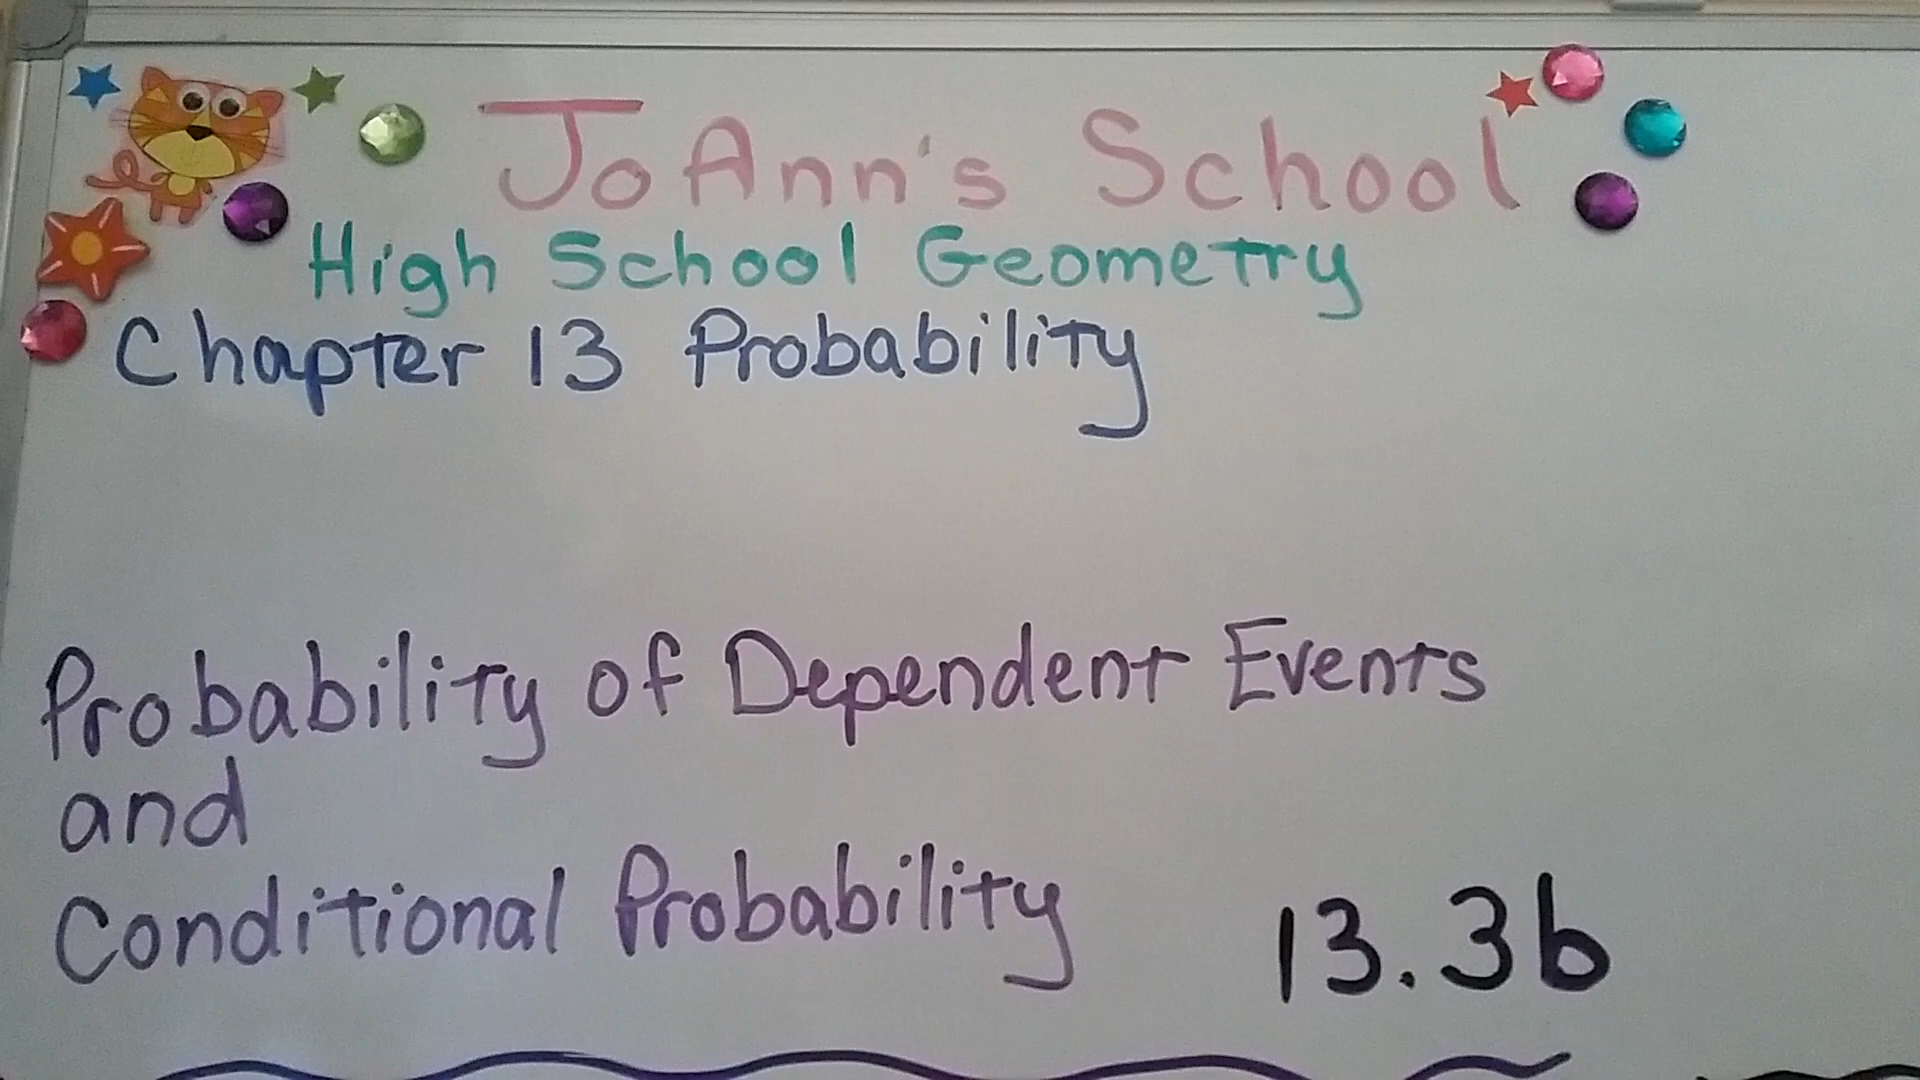 JoAnn's School
High School Geometry
Chapter 13 Probability
Probability of Dependent Events
and
Conditional Probability 13.3b